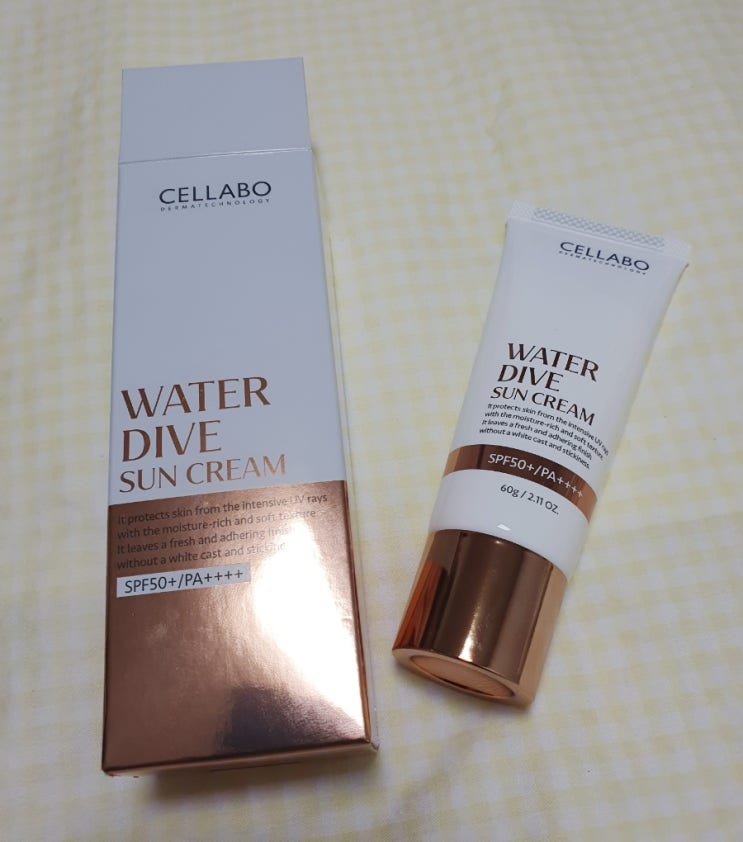 CELLABO
DERMATECHNOLOGY
WATER
DIVE
SUN CREAM
It protects skin from the intensive UV rays
with the moisture-rich and soft texture.
It leaves a fresh and adhering finish
without a white cast and stickiness.
SPF50+/PA++++
CELLABO
DERMATECHNOLOGY
WATER
DIVE
SUN CREAM
It protects skin from the intensive UV rays
with the moisture-rich and soft texture.
It leaves a fresh and adhering finish
without a white cast and stickiness.
SPF50+/PA++++
60g / 2.11 OZ.